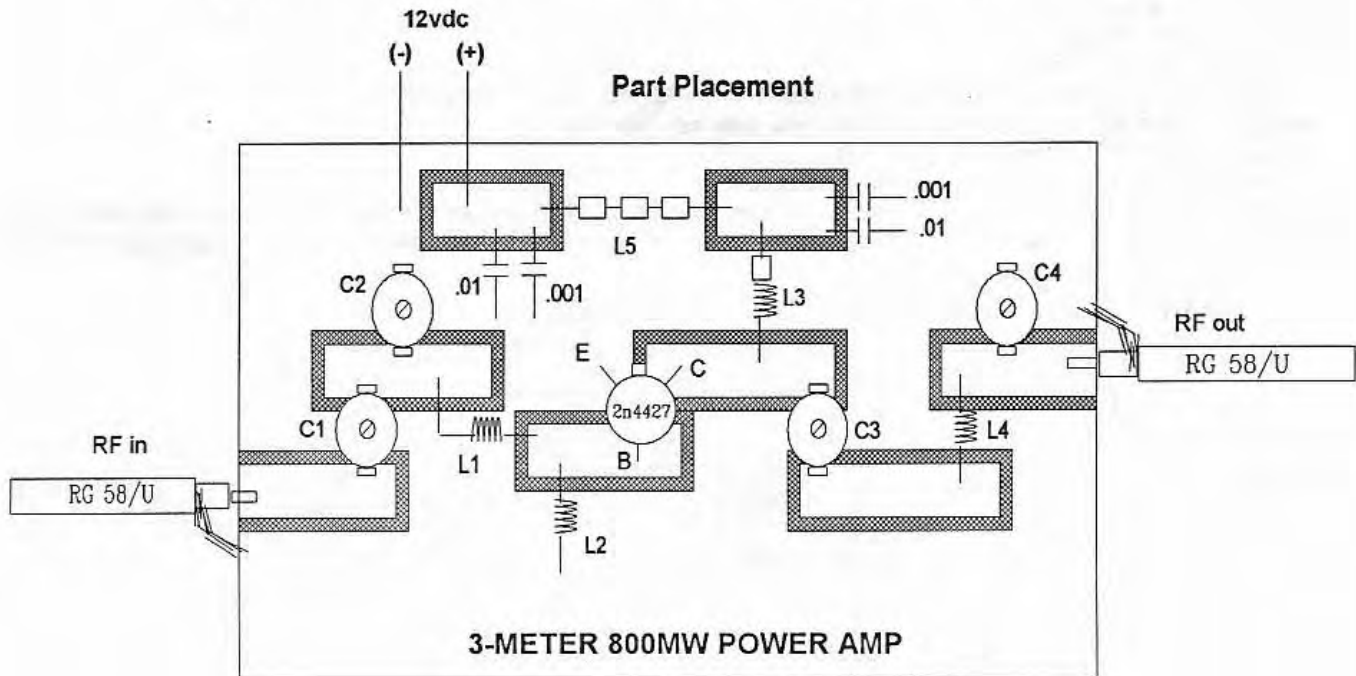 12vdc
(-) (+)
Part Placement
.001
.01
L5
.01
.001
C2
L3
C4
RF out
RG 58/U
E
C
2n4427
C1
L1
B
C3
L4
RF in
RG 58/U
L2
3-METER 800MW POWER AMP